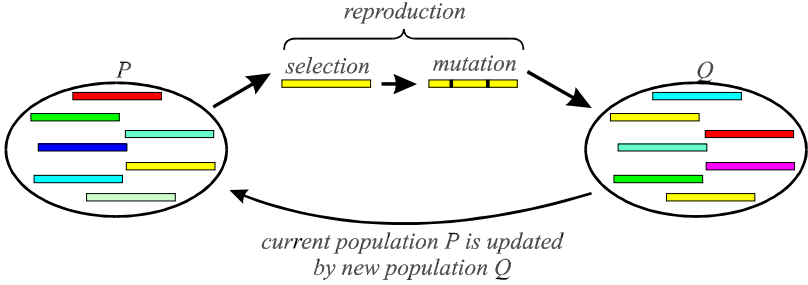 reproduction
selection
mutation
P
Q
current population P is updated
by new population Q